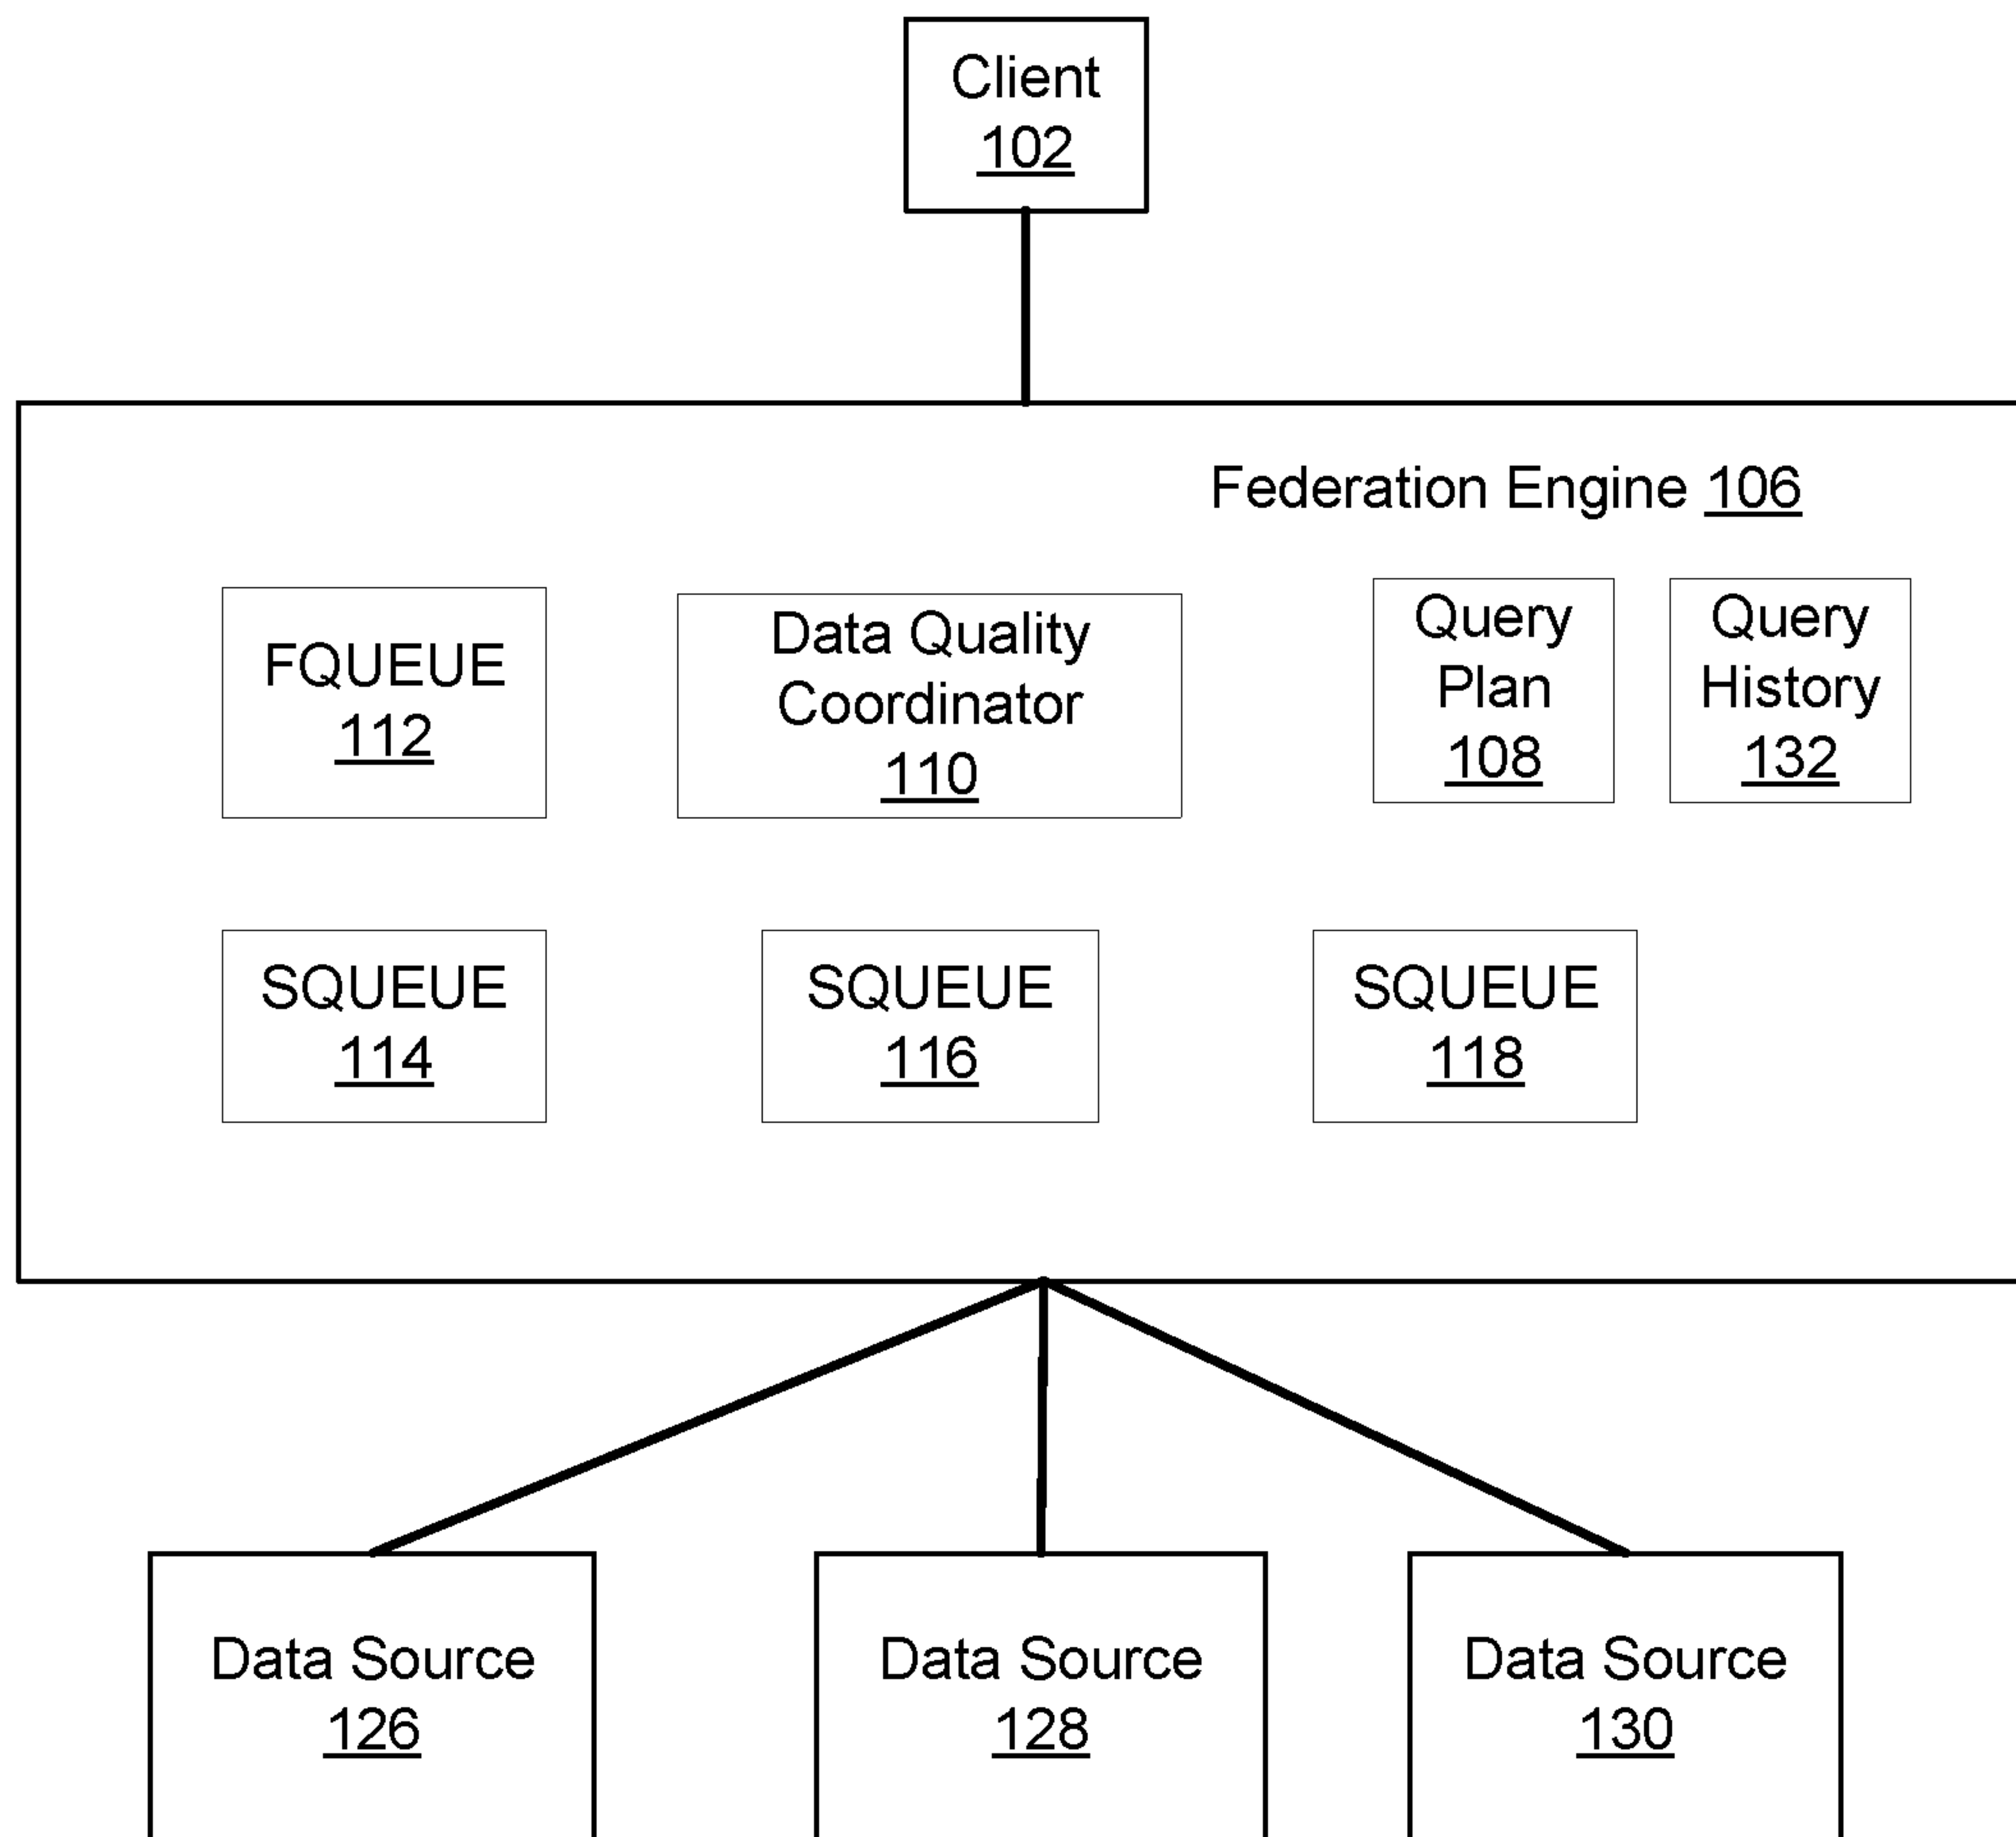 Client
102
Federation Engine 106
FQUEUE
112
Data Quality
Coordinator
110
Query
Plan
108
Query
History
132
SQUEUE
114
SQUEUE
116
SQUEUE
118
Data Source
126
Data Source
128
Data Source
130